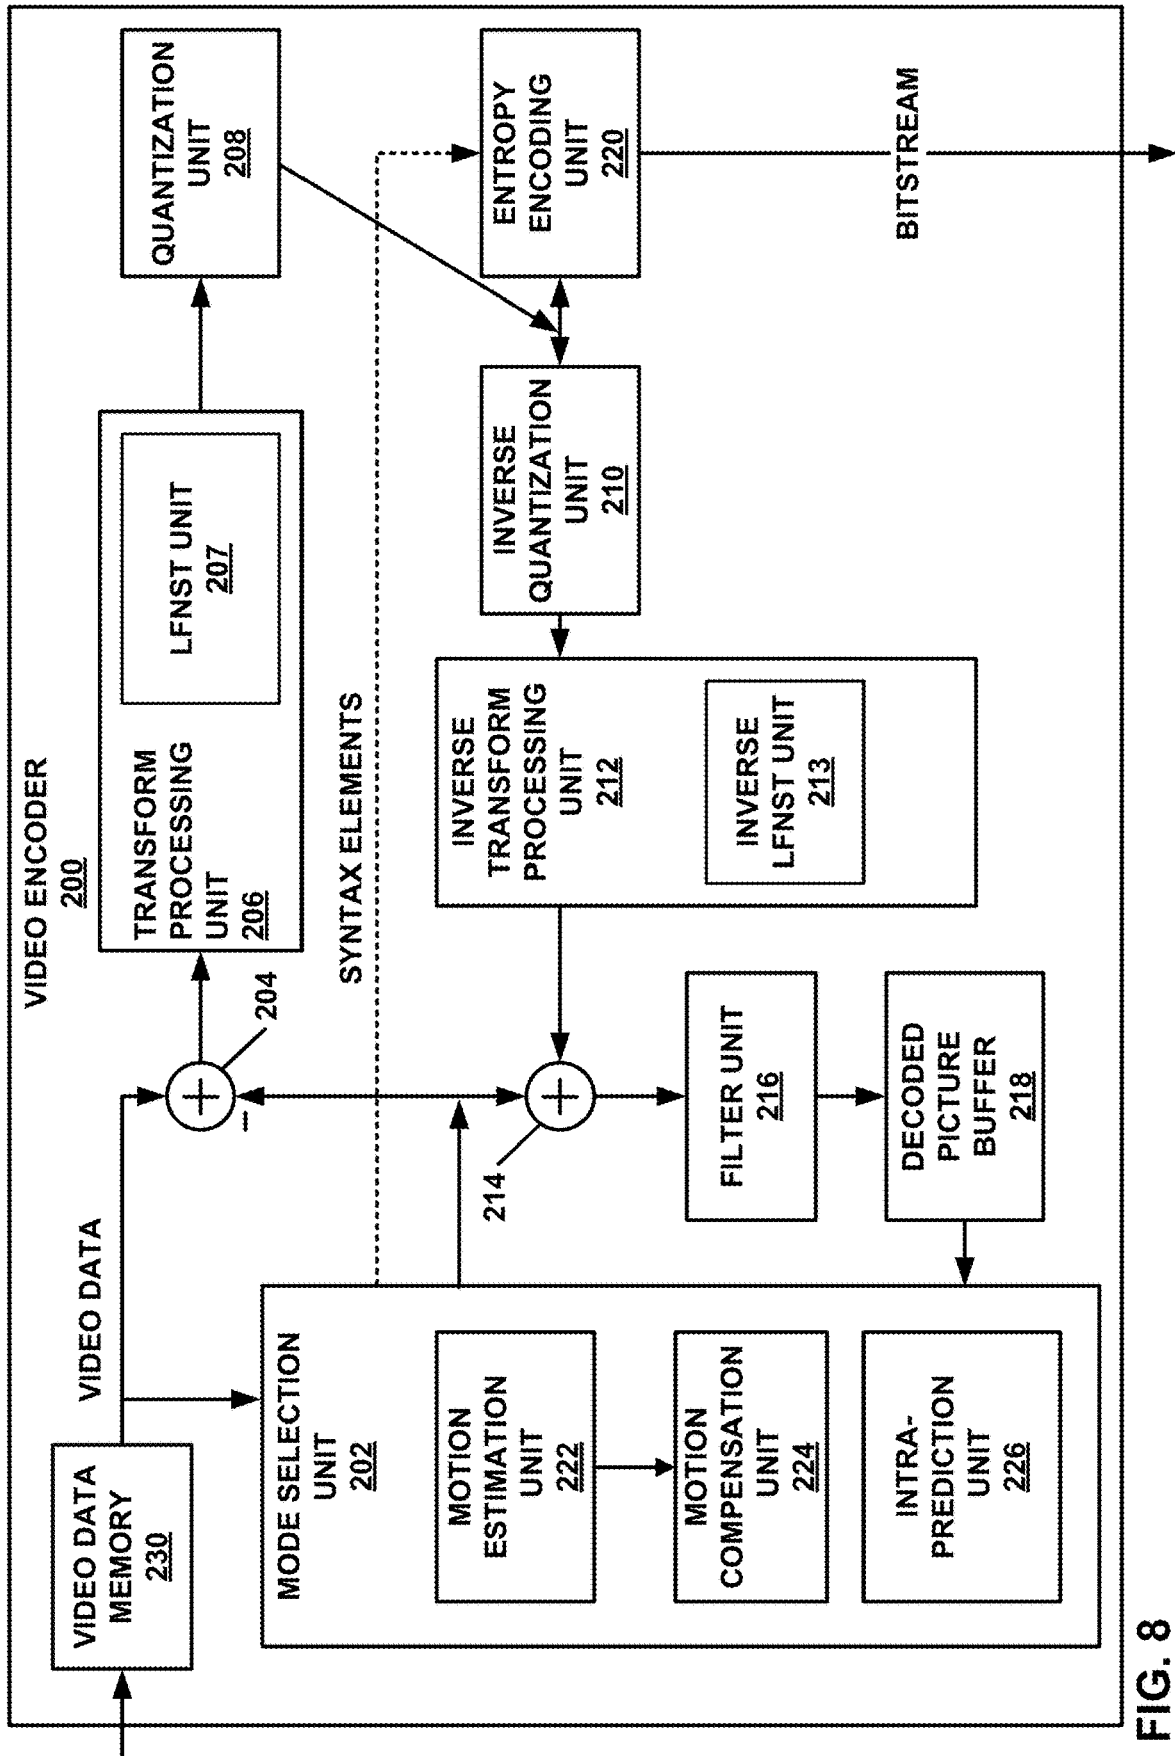 VIDEO ENCODER
200
VIDEO DATA
MEMORY
230
VIDEO DATA
204
–
TRANSFORM
PROCESSING
UNIT
206
LFNST UNIT
207
QUANTIZATION
UNIT
208
SYNTAX ELEMENTS
MODE SELECTION
UNIT
202
MOTION
ESTIMATION
UNIT
222
MOTION
COMPENSATION
UNIT
224
INTRA-
PREDICTION
UNIT
226
214
INVERSE
TRANSFORM
PROCESSING
UNIT
212
INVERSE
LFNST UNIT
213
INVERSE
QUANTIZATION
UNIT
210
ENTROPY
ENCODING
UNIT
220
FILTER UNIT
216
DECODED
PICTURE
BUFFER
218
BITSTREAM
FIG. 8